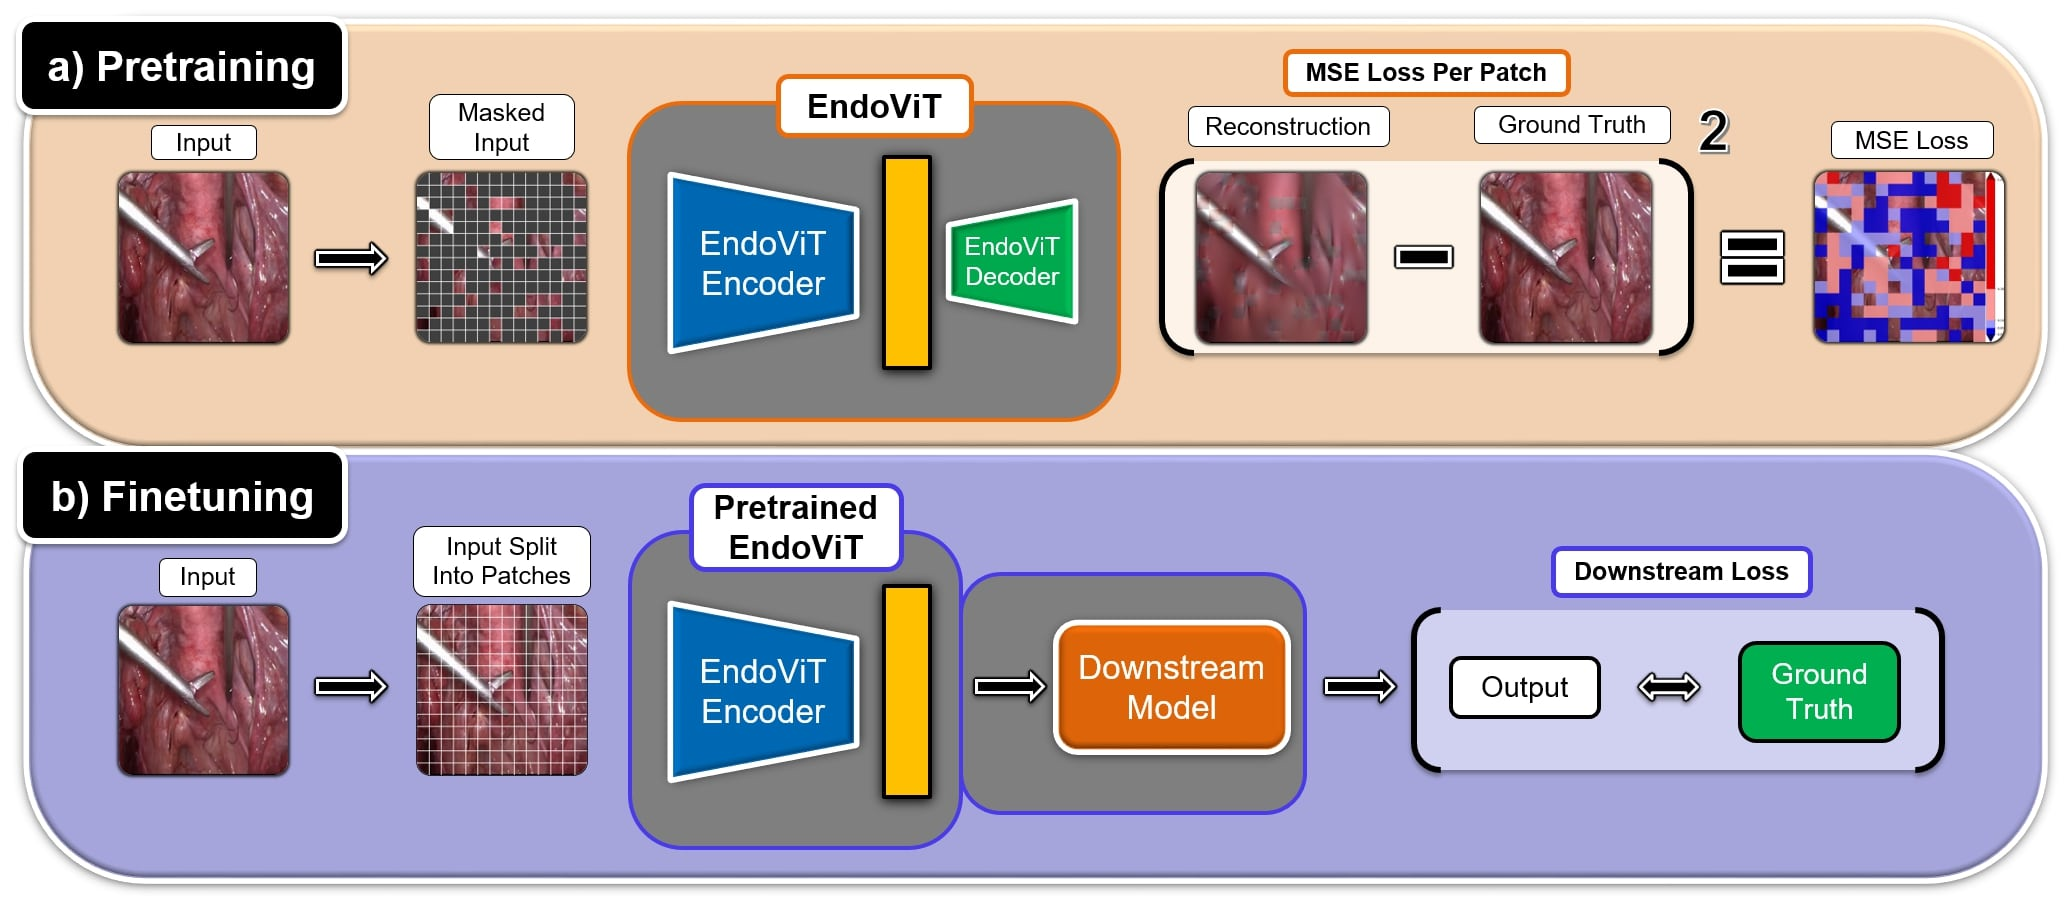 a) Pretraining
Input
Masked
Input
EndoViT
EndoViT
Encoder
EndoViT
Decoder
MSE Loss Per Patch
Reconstruction
Ground Truth
2
MSE Loss
b) Finetuning
Input
Input Split
Into Patches
Pretrained
EndoViT
EndoViT
Encoder
Downstream
Model
Downstream Loss
Output
Ground
Truth